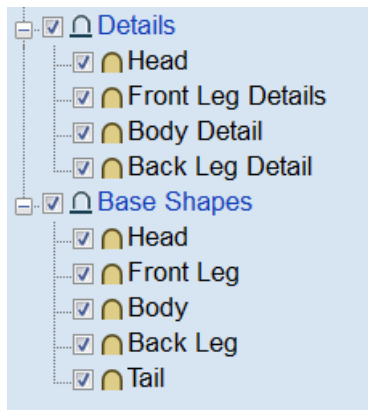 Details
Head
Front Leg Details
Body Detail
Back Leg Detail
Base Shapes
Head
Front Leg
Body
Back Leg
Tail